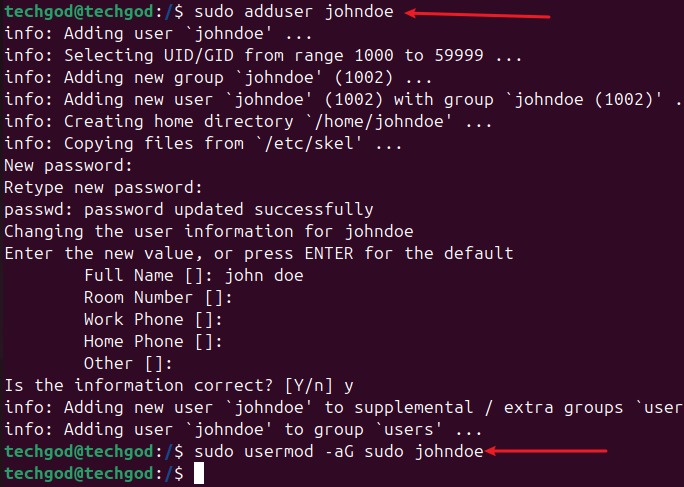 techgod@techgod:/$ sudo adduser johndoe
info: Adding user `johndoe' ...
info: Selecting UID/GID from range 1000 to 59999 ...
info: Adding new group `johndoe' (1002) ...
info: Adding new user `johndoe' (1002) with group `johndoe (1002)' .
info: Creating home directory `/home/johndoe' ...
info: Copying files from `/etc/skel' ...
New password:
Retype new password:
passwd: password updated successfully
Changing the user information for johndoe
Enter the new value, or press ENTER for the default
Full Name []: john doe
Room Number []:
Work Phone []:
Home Phone []:
Other []:
Is the information correct? [Y/n] y
info: Adding new user `johndoe' to supplemental / extra groups `user
info: Adding user `johndoe' to group `users' ...
techgod@techgod:/$ sudo usermod -aG sudo johndoe
techgod@techgod:/$